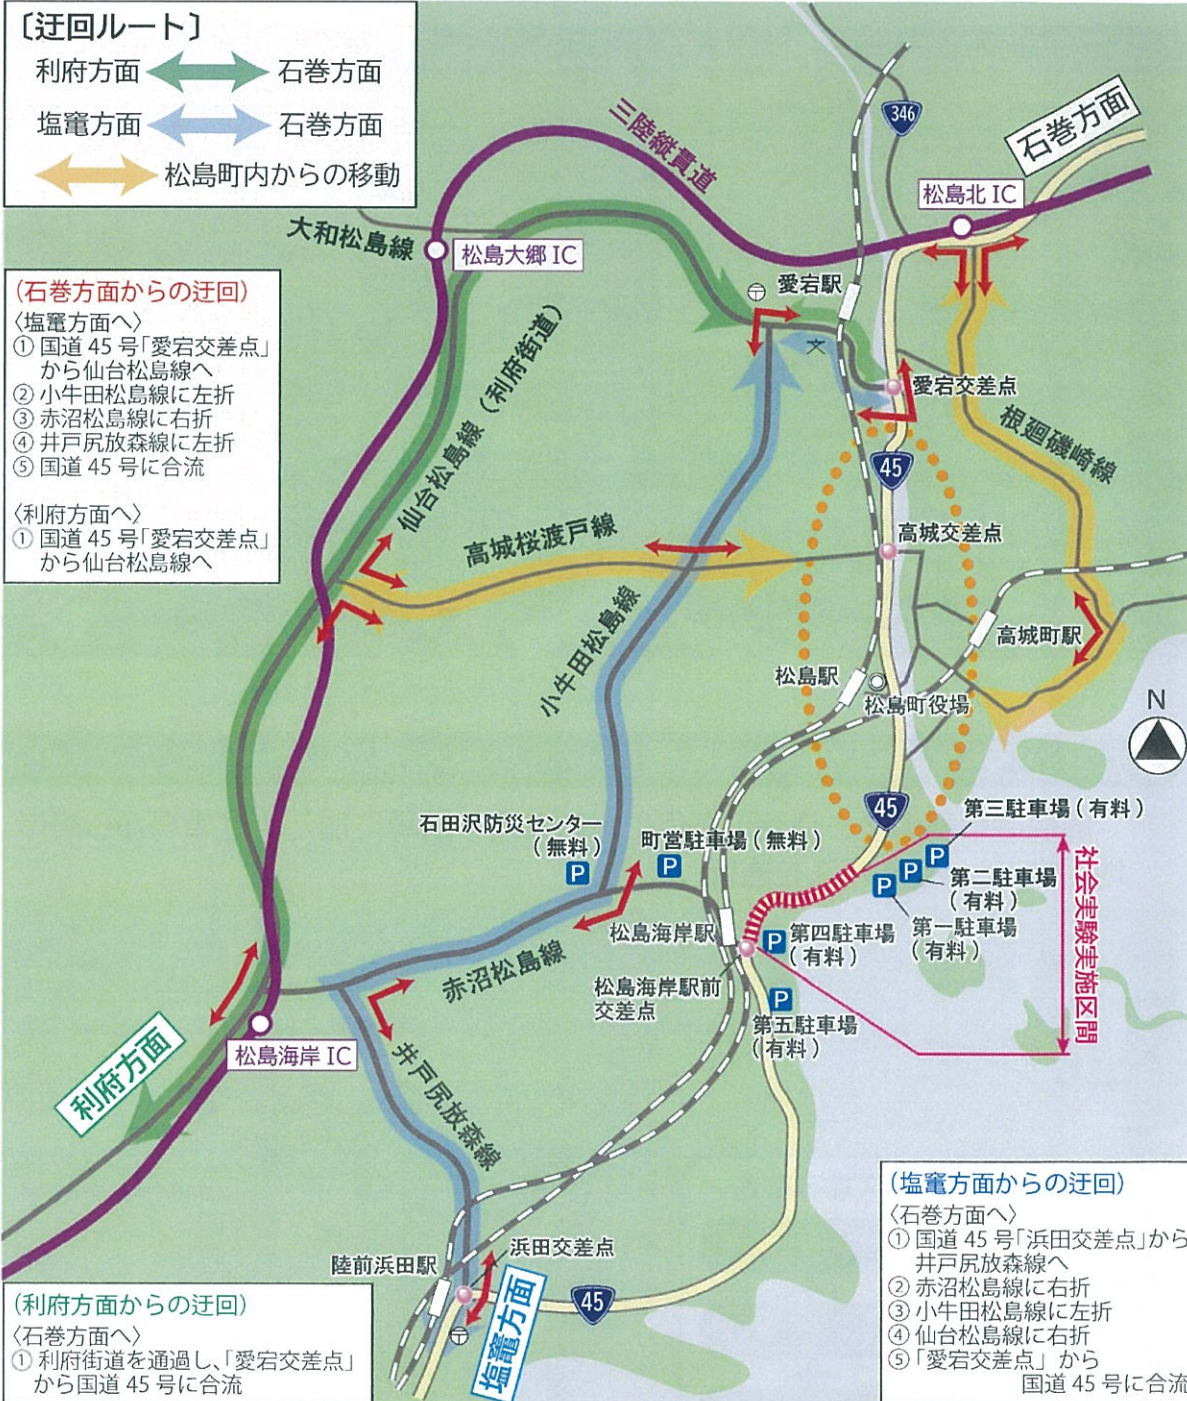 〔迂回ルート〕
利府方面 石巻方面
塩竈方面 石巻方面
松島町内からの移動
三陸縦貫道
346
石巻方面
松島北 IC
大和松島線
松島大郷 IC
愛宕駅
(石巻方面からの迂回)
〈塩竈方面へ〉
① 国道 45 号「愛宕交差点」
から仙台松島線へ
② 小牛田松島線に左折
③ 赤沼松島線に右折
④ 井戸尻放森線に左折
⑤ 国道 45 号に合流
〈利府方面へ〉
① 国道 45 号「愛宕交差点」
から仙台松島線へ
仙台松島線（利府街道）
愛宕交差点
根廻磯崎線
45
高城桜渡戸線
高城交差点
小牛田松島線
高城町駅
松島駅
松島町役場
N
45
第三駐車場 ( 有料 )
石田沢防災センター
( 無料 )
P
町営駐車場 ( 無料 )
P
P
P
P
第二駐車場
( 有料 )
第一駐車場
( 有料 )
社会実験実施区間
松島海岸駅
P
第四駐車場
( 有料 )
赤沼松島線
松島海岸駅前
交差点
P
第五駐車場
( 有料 )
松島海岸 IC
利府方面
井戸尻放森線
陸前浜田駅
浜田交差点
45
塩竈方面
(利府方面からの迂回)
〈石巻方面へ〉
① 利府街道を通過し、「愛宕交差点」
から国道 45 号に合流
(塩竈方面からの迂回)
〈石巻方面へ〉
① 国道 45 号「浜田交差点」から
井戸尻放森線へ
② 赤沼松島線に右折
③ 小牛田松島線に左折
④ 仙台松島線に右折
⑤「愛宕交差点」から
国道 45 号に合流